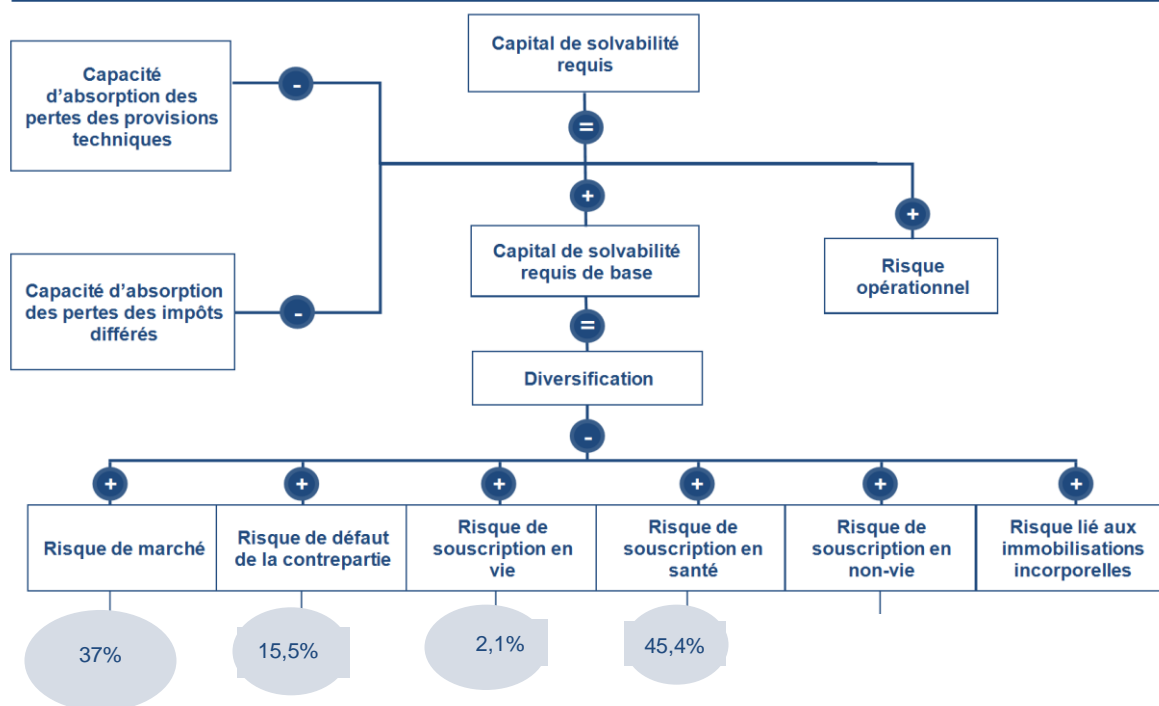 Capital de solvabilité
requis
Capacité
d'absorption des
pertes des provisions
techniques
-
=
+
+
Capital de solvabilité
requis de base
Risque
opérationnel
Capacité d'absorption
des pertes des impôts
différés
-
=
Diversification
-
+
+
+
+
+
+
Risque de marché
Risque de défaut
de la contrepartie
Risque de
souscription en
vie
Risque de
souscription en
santé
Risque de
souscription en
non-vie
Risque lié aux
immobilisations
incorporelles
37%
15,5%
2,1%
45,4%